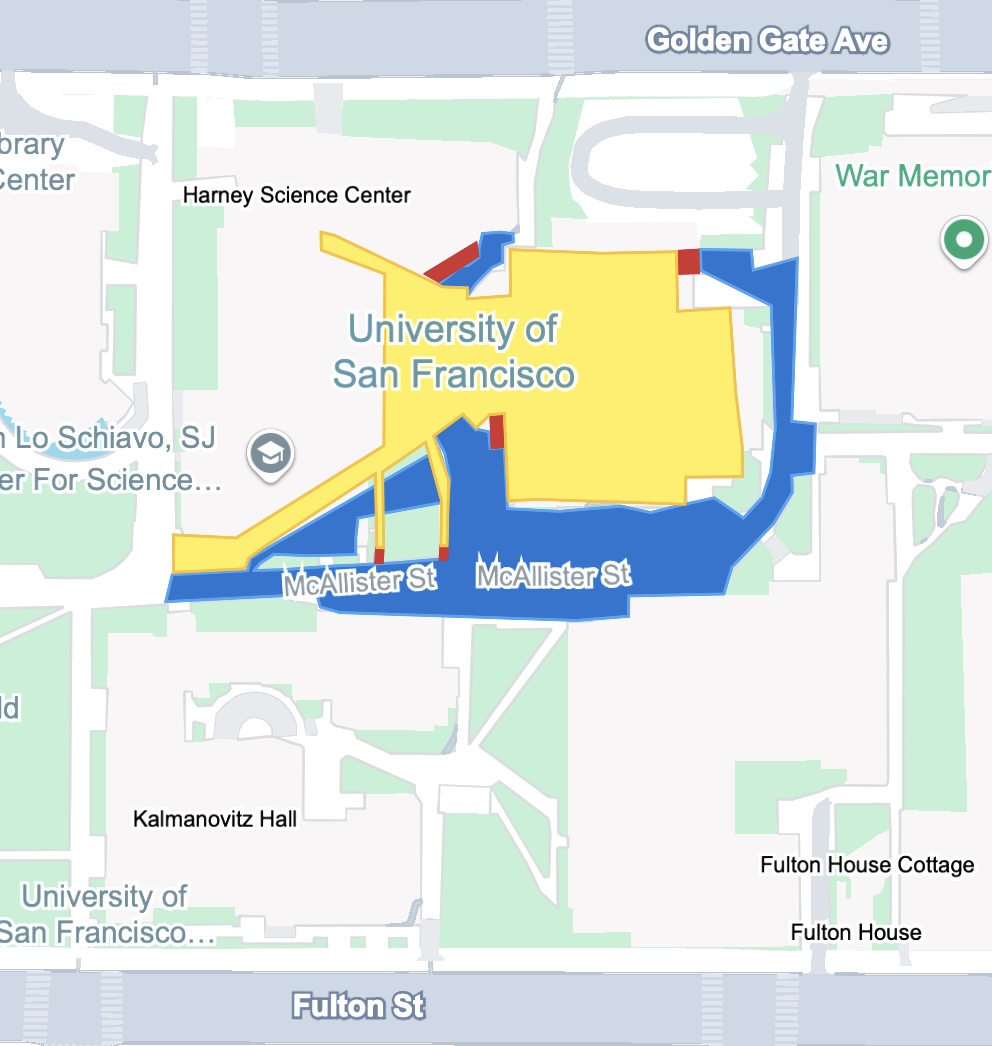 Golden Gate Ave
brary
Center
Harney Science Center
War Memor
University of
San Francisco
n Lo Schiavo, SJ
er For Science…
McAllister St
McAllister St
ld
Kalmanovitz Hall
Fulton House Cottage
University of
San Francisco…
Fulton House
Fulton St